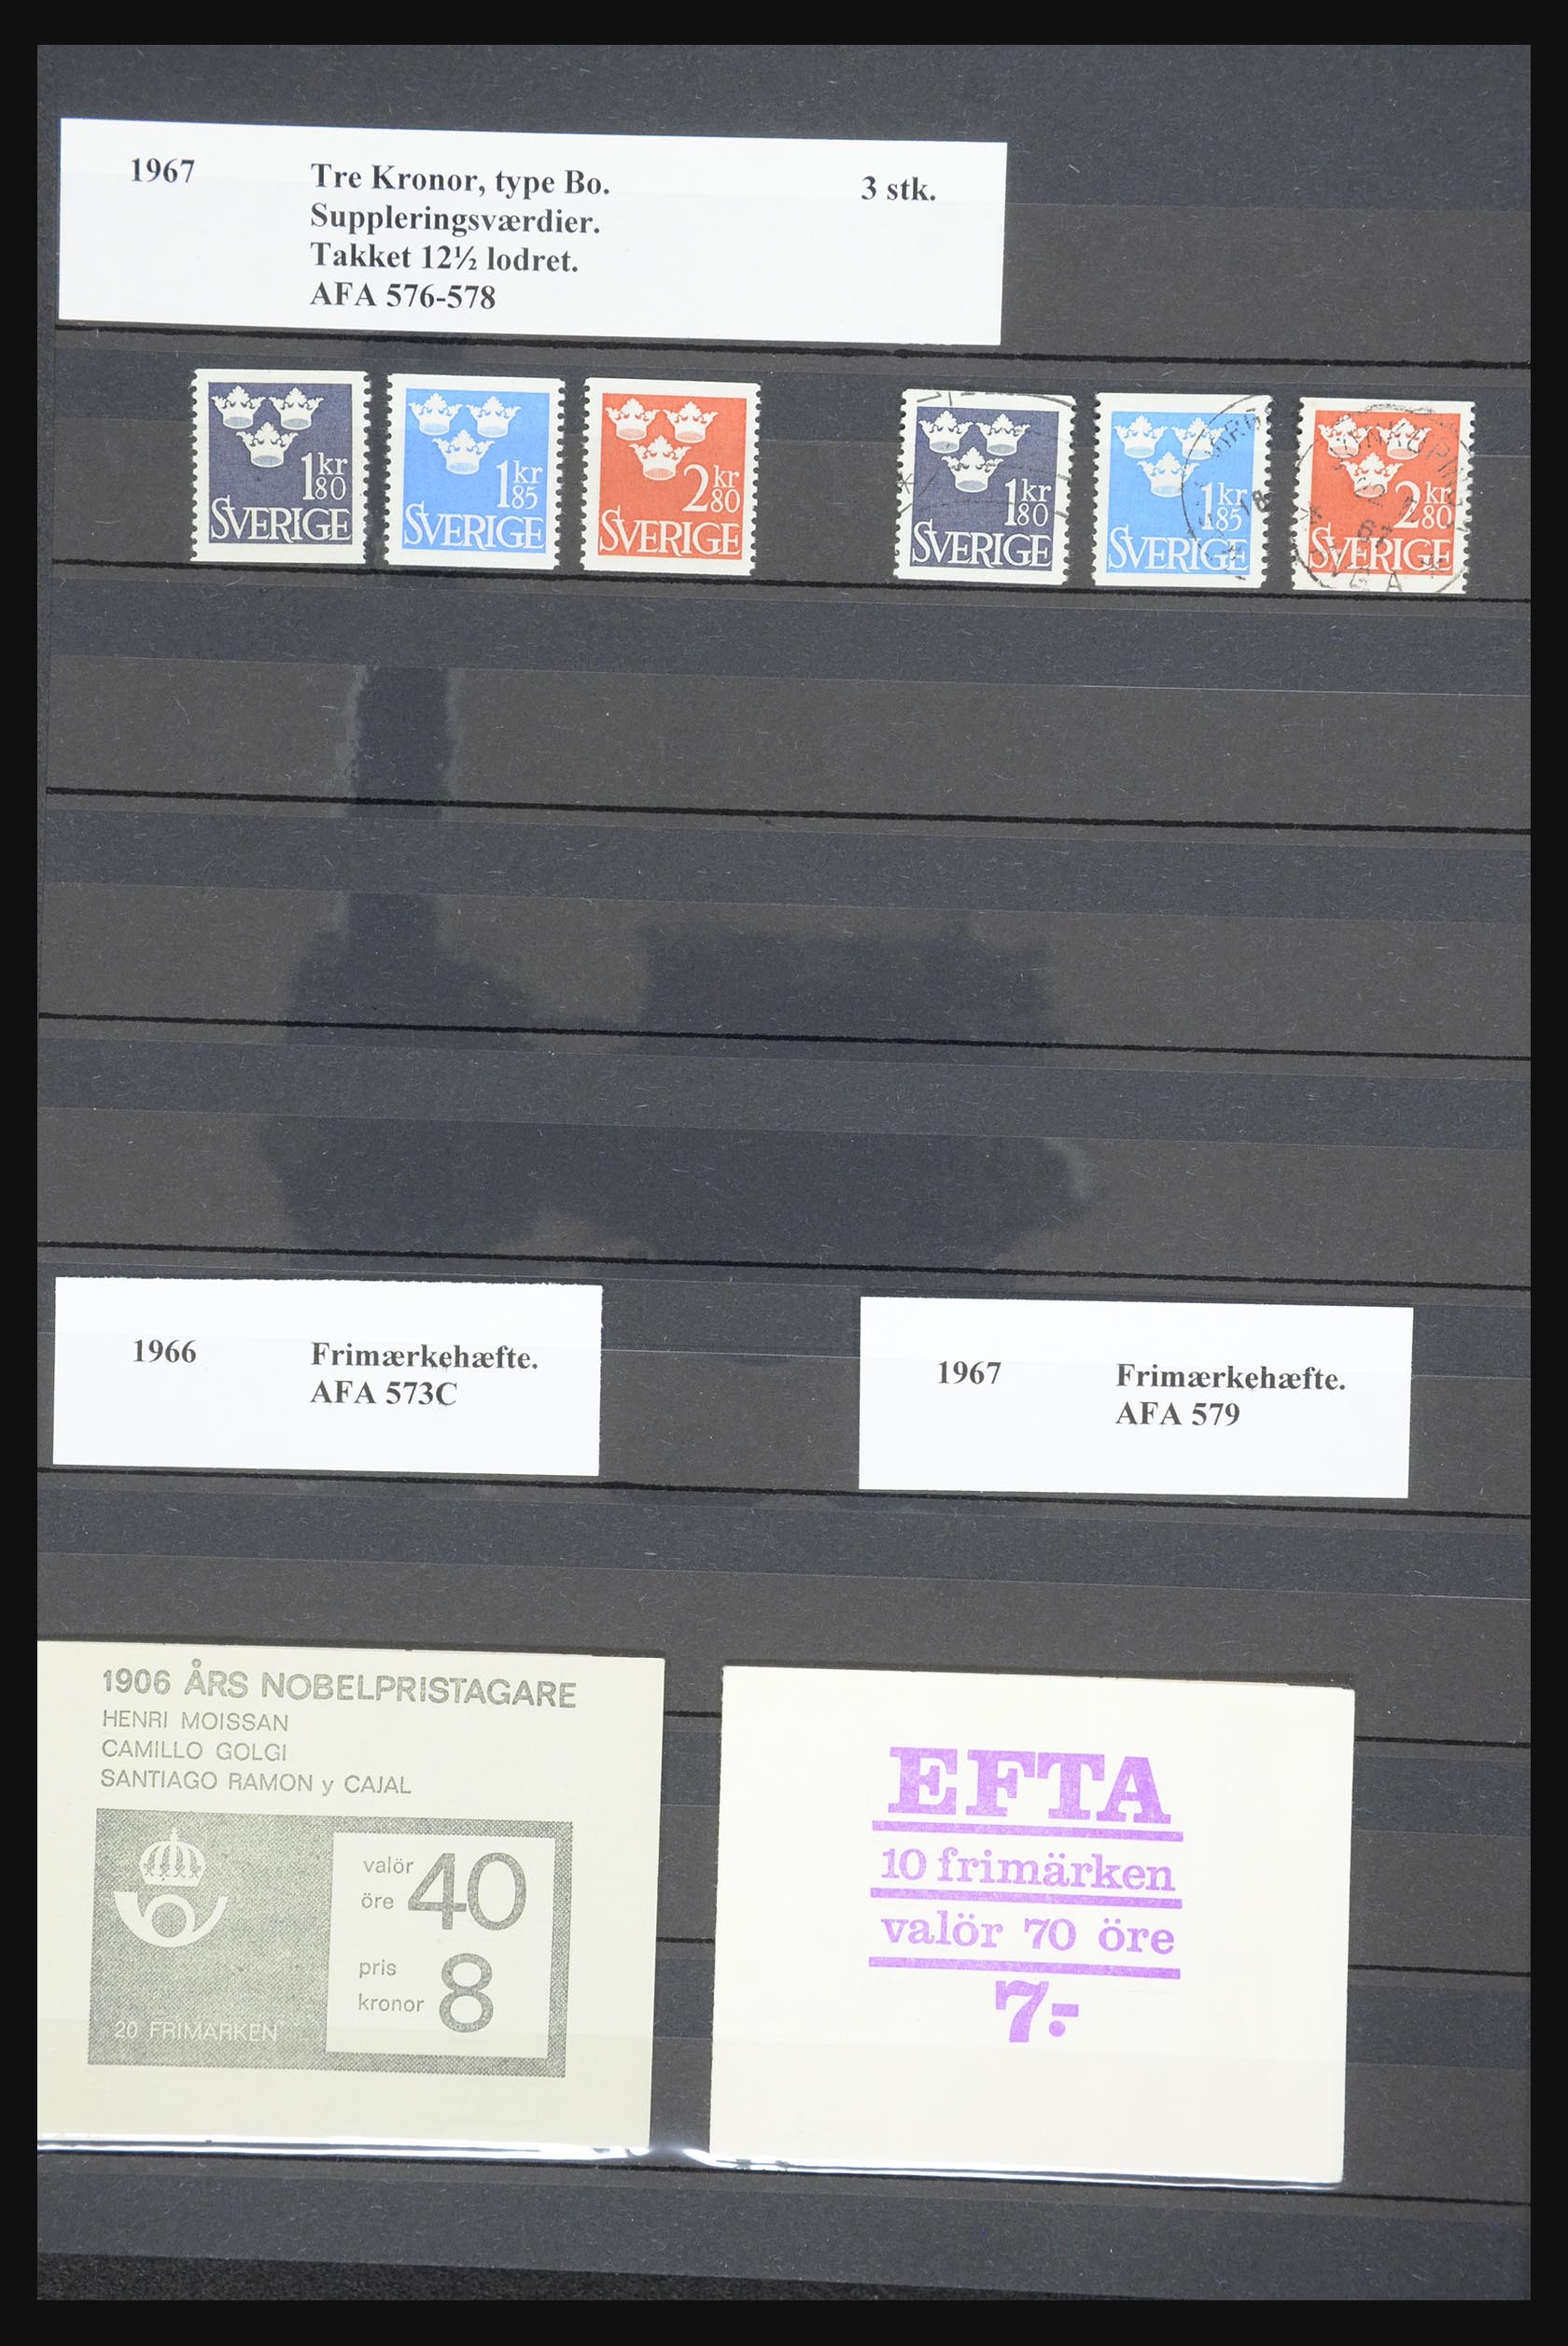 1967 Tre Kronor, type Bo. 3 stk.
Suppleringsværdier.
Takket 12½ lodret.
AFA 576-578
1 kr 80
SVERIGE
1 kr 85
SVERIGE
2 kr 80
SVERIGE
1 kr 80
SVERIGE
1 kr 85
SVERIGE
2 kr 80
SVERIGE
1966 Frimærkehæfte.
AFA 573C
1967 Frimærkehæfte.
AFA 579
1906 ÅRS NOBELPRISTAGARE
HENRI MOISSAN
CAMILLO GOLGI
SANTIAGO RAMON y CAJAL
valör
öre 40
pris
kronor 8
20 FRIMÄRKEN
EFTA
10 frimärken
valör 70 öre
7:-